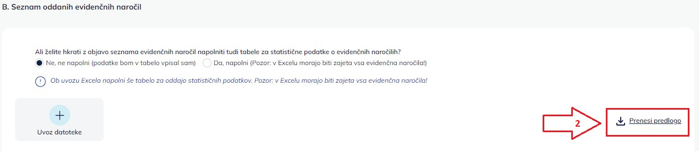 B. Seznam oddanih evidenčnih naročil
Ali želite hkrati z objavo seznama evidenčnih naročil napolniti tudi tabele za statistične podatke o evidenčnih naročilih?
Ne, ne napolni (podatke bom v tabelo vpisal sam) Da, napolni (Pozor: v Excelu morajo biti zajeta vsa evidenčna naročila!)
Ob uvozu Excela napolni še tabelo za oddajo statističnih podatkov. Pozor: v Excelu morajo biti zajeta vsa evidenčna naročila!
2 Prenesi predlogo
Uvoz datoteke